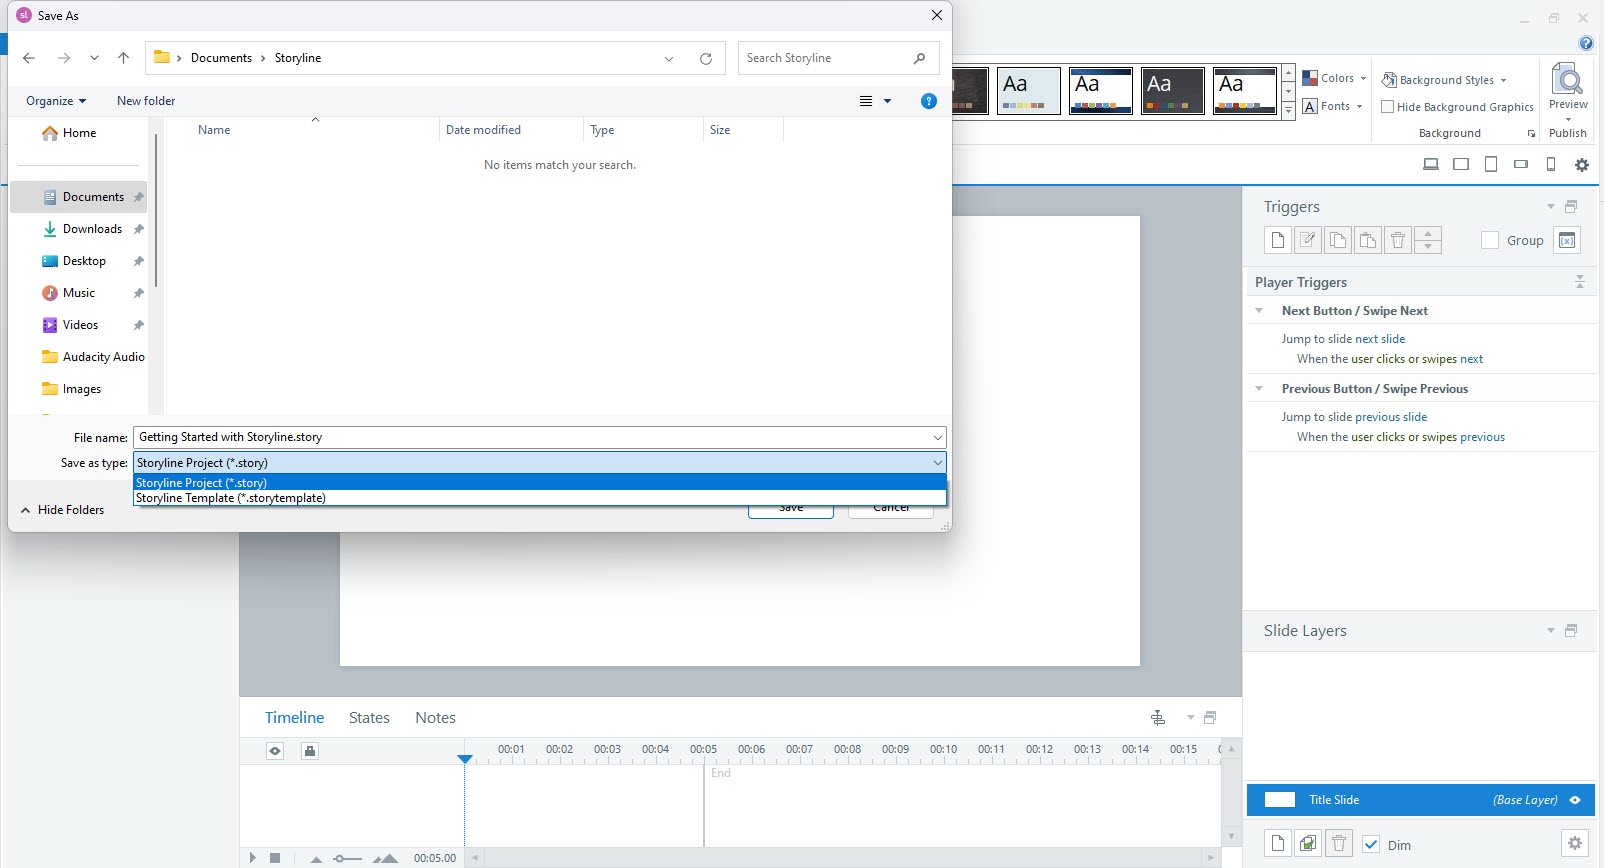 Save As
Documents
Storyline
Search Storyline
Organize
New folder
Home
Documents
Downloads
Desktop
Music
Videos
Audacity Audio
Images
Name
Date modified
Type
Size
No items match your search.
File name:
Getting Started with Storyline.story
Save as type:
Storyline Project (*.story)
Storyline Project (*.story)
Storyline Template (*.storytemplate)
Hide Folders
Save
Cancel
Aa
Aa
Aa
Aa
Colors
Fonts
Background Styles
Hide Background Graphics
Background
Preview
Publish
Triggers
Group
Player Triggers
Next Button / Swipe Next
Jump to slide next slide
When the user clicks or swipes next
Previous Button / Swipe Previous
Jump to slide previous slide
When the user clicks or swipes previous
Slide Layers
Title Slide
(Base Layer)
Dim
Timeline
States
Notes
00:01 00:02 00:03 00:04 00:05 00:06 00:07 00:08 00:09 00:10 00:11 00:12 00:13 00:14 00:15
End
00:05.00